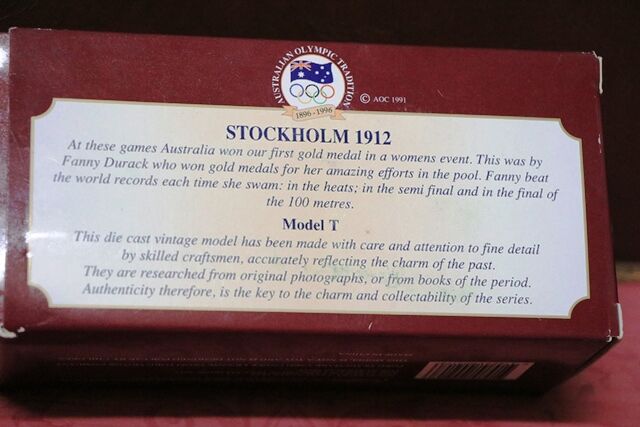 AUSTRALIAN OLYMPIC TRADITION
1896 - 1996
© AOC 1991
STOCKHOLM 1912
At these games Australia won our first gold medal in a womens event. This was by
Fanny Durack who won gold medals for her amazing efforts in the pool. Fanny beat
the world records each time she swam: in the heats; in the semi final and in the final of
the 100 metres.
Model T
This die cast vintage model has been made with care and attention to fine detail
by skilled craftsmen, accurately reflecting the charm of the past.
They are researched from original photographs, or from books of the period.
Authenticity therefore, is the key to the charm and collectability of the series.